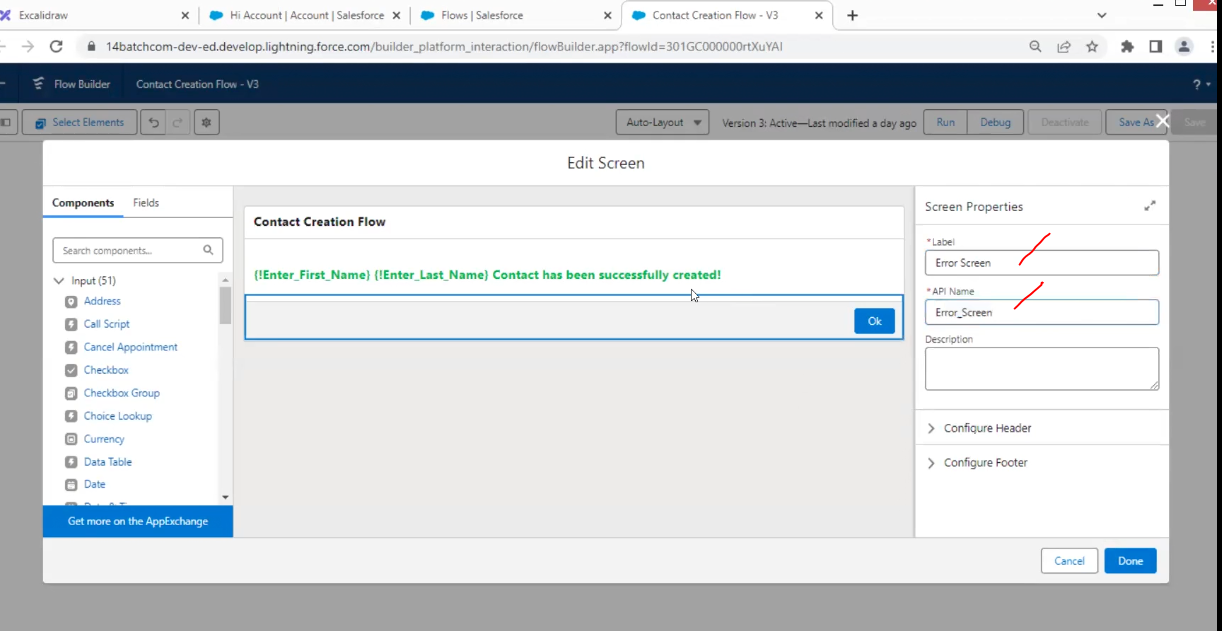 Excalidraw
Hi Account | Account | Salesforce
Flows | Salesforce
Contact Creation Flow - V3
14batchcom-dev-ed.develop.lightning.force.com/builder_platform_interaction/flowBuilder.app?flowId=301GC000000rtXuYAI
Flow Builder
Contact Creation Flow - V3
?
Select Elements
Auto-Layout
Version 3: Active—Last modified a day ago
Run
Debug
Deactivate
Save As
Save
Edit Screen
Components
Fields
Search components...
Input (51)
Address
Call Script
Cancel Appointment
Checkbox
Checkbox Group
Choice Lookup
Currency
Data Table
Date
Get more on the AppExchange
Contact Creation Flow
{!Enter_First_Name} {!Enter_Last_Name} Contact has been successfully created!
Ok
Screen Properties
*Label
Error Screen
*API Name
Error_Screen
Description
Configure Header
Configure Footer
Cancel
Done